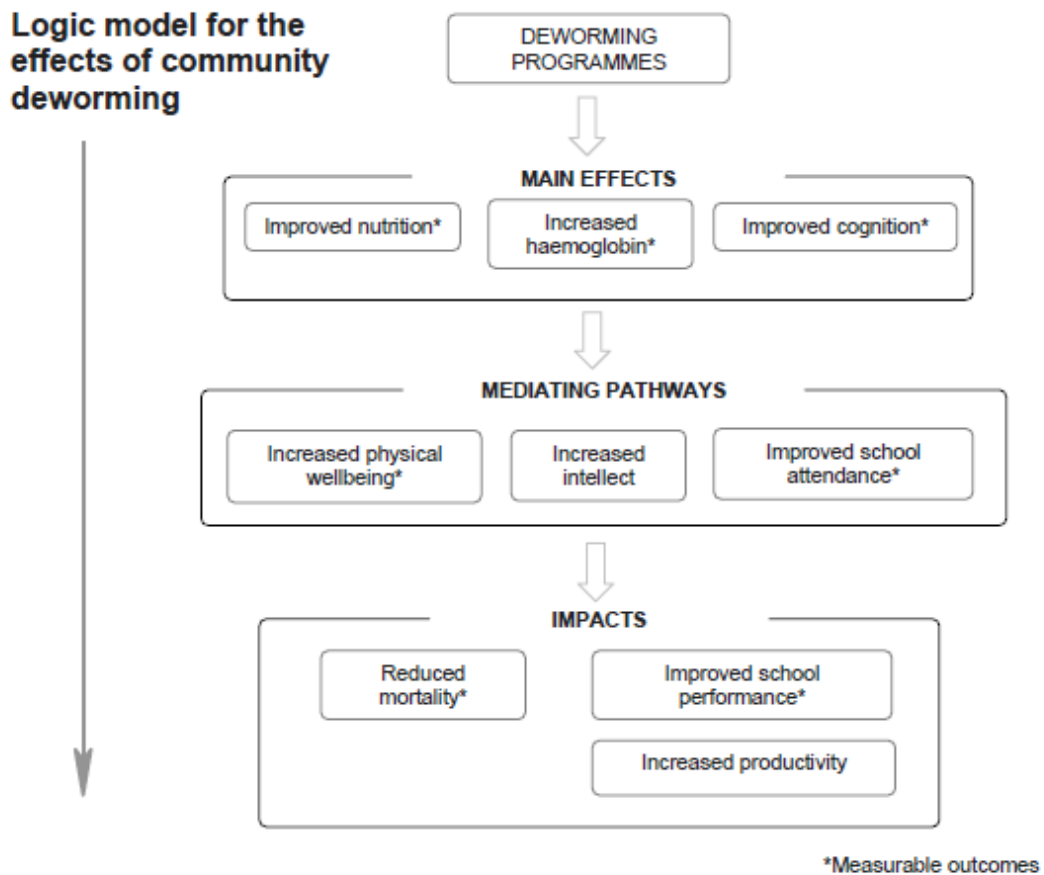 Logic model for the
effects of community
deworming
DEWORMING
PROGRAMMES
MAIN EFFECTS
Improved nutrition*
Increased
haemoglobin*
Improved cognition*
MEDIATING PATHWAYS
Increased physical
wellbeing*
Increased
intellect
Improved school
attendance*
IMPACTS
Reduced
mortality*
Improved school
performance*
Increased productivity
*Measurable outcomes